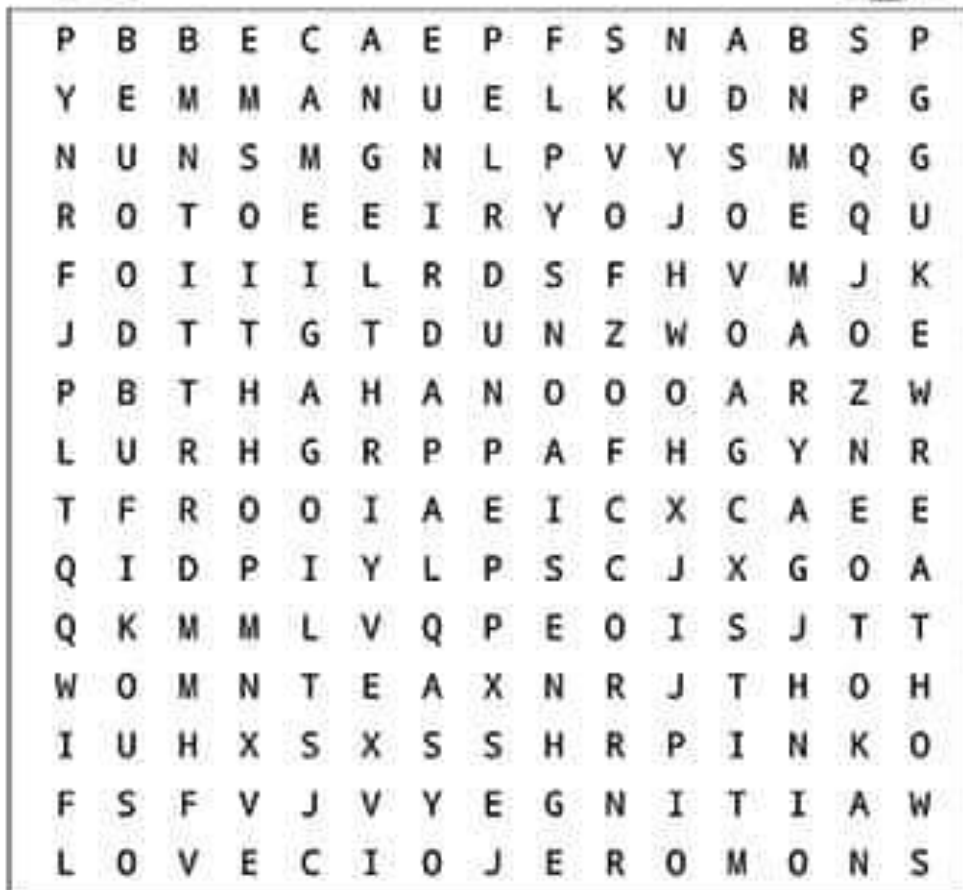 P B B E C A E P F S N A B S P
Y E M M A N U E L K U D N P G
N U N S M G N L P V Y S M Q G
R O T O E E I R Y O J O E Q U
F O I I I L R D S F H V M J K
J D T T G T D U N Z W O A O E
P B T H A H A N O O O A R Z W
L U R H G R P P A F H G Y N R
T F R O O I A E I C X C A E E
Q I D P I Y L P S C J X G O A
Q K M M L V Q P E O I S J T T
W O M N T E A X N R J T H O H
I U H X S X S S H R P I N K O
F S F V J V Y E G N I T I A W
L O V E C I O J E R O M O N S